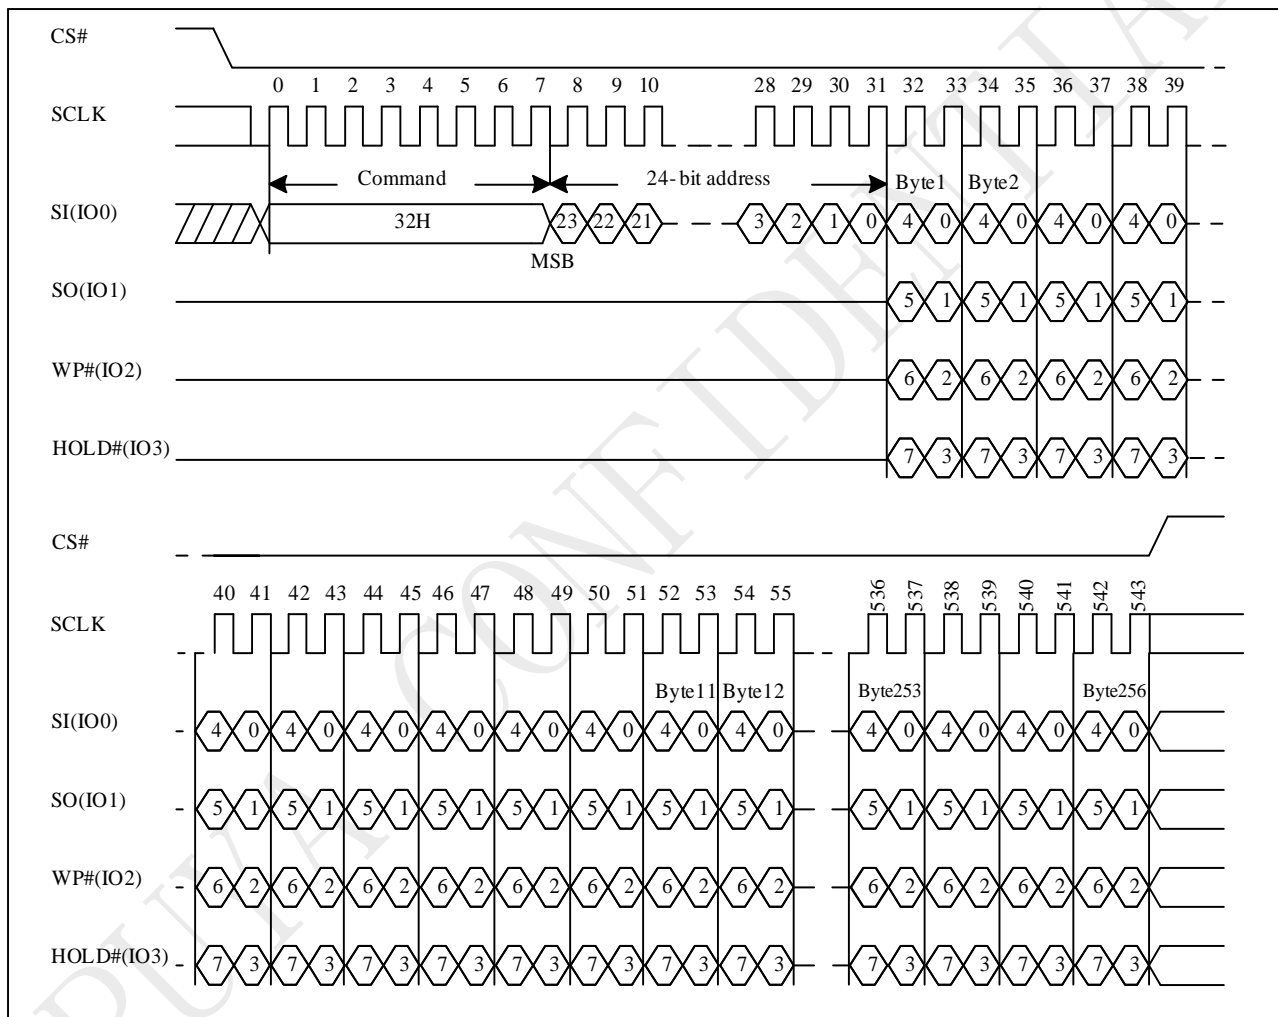 CS#
0 1 2 3 4 5 6 7 8 9 10 28 29 30 31 32 33 34 35 36 37 38 39
SCLK
Command 24- bit address Byte1 Byte2
SI(IO0) 32H 23 22 21 3 2 1 0 4 0 4 0 4 0 4 0
MSB
SO(IO1) 5 1 5 1 5 1 5 1
WP#(IO2) 6 2 6 2 6 2 6 2
HOLD#(IO3) 7 3 7 3 7 3 7 3
CS#
40 41 42 43 44 45 46 47 48 49 50 51 52 53 54 55 536 537 538 539 540 541 542 543
SCLK
Byte11 Byte12 Byte253 Byte256
SI(IO0) 4 0 4 0 4 0 4 0 4 0 4 0 4 0 4 0 4 0 4 0 4 0 4 0
SO(IO1) 5 1 5 1 5 1 5 1 5 1 5 1 5 1 5 1 5 1 5 1 5 1 5 1
WP#(IO2) 6 2 6 2 6 2 6 2 6 2 6 2 6 2 6 2 6 2 6 2 6 2 6 2
HOLD#(IO3) 7 3 7 3 7 3 7 3 7 3 7 3 7 3 7 3 7 3 7 3 7 3 7 3
PUYA CONFIDENTIA